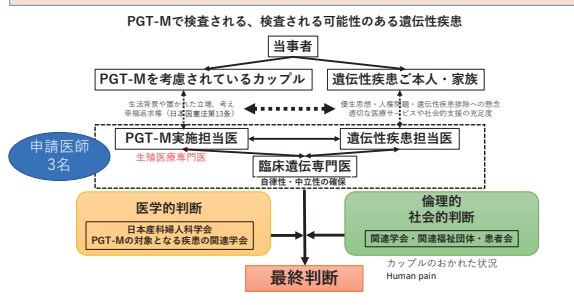 PGT-Mで検査される、検査される可能性のある遺伝性疾患
当事者
PGT-Mを考慮されているカップル
遺伝性疾患ご本人・家族
生活背景や置かれた立場、考え
幸福追求権（日本国憲法第13条）
優生思想・人権問題・遺伝性疾患排除への懸念
適切な医療サービスや社会的支援の充足度
申請医師
3名
PGT-M実施担当医
遺伝性疾患担当医
生殖医療専門医
臨床遺伝専門医
自律性・中立性の確保
医学的判断
日本産科婦人科学会
PGT-Mの対象となる疾患の関連学会
倫理的
社会的判断
関連学会・関連福祉団体・患者会
カップルのおかれた状況
Human pain
最終判断